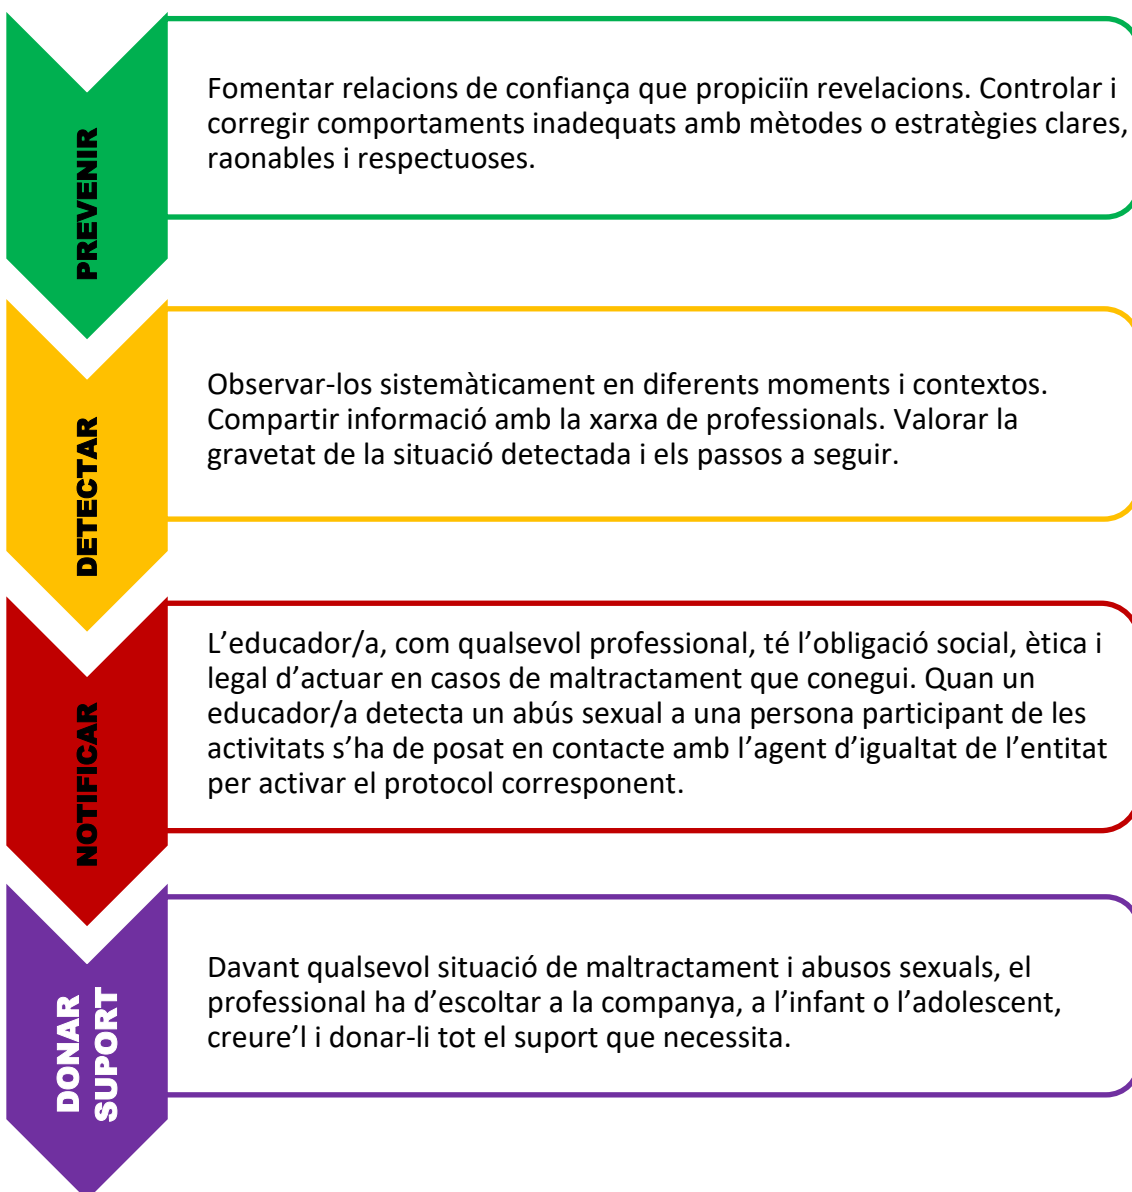 PREVENIR
Fomentar relacions de confiança que propiciïn revelacions. Controlar i
corregir comportaments inadequats amb mètodes o estratègies clares,
raonables i respectuoses.
DETECTAR
Observar-los sistemàticament en diferents moments i contextos.
Compartir informació amb la xarxa de professionals. Valorar la
gravetat de la situació detectada i els passos a seguir.
NOTIFICAR
L’educador/a, com qualsevol professional, té l’obligació social, ètica i
legal d’actuar en casos de maltractament que conegui. Quan un
educador/a detecta un abús sexual a una persona participant de les
activitats s’ha de posat en contacte amb l’agent d’igualtat de l’entitat
per activar el protocol corresponent.
DONAR
SUPORT
Davant qualsevol situació de maltractament i abusos sexuals, el
professional ha d’escoltar a la companya, a l’infant o l’adolescent,
creure’l i donar-li tot el suport que necessita.